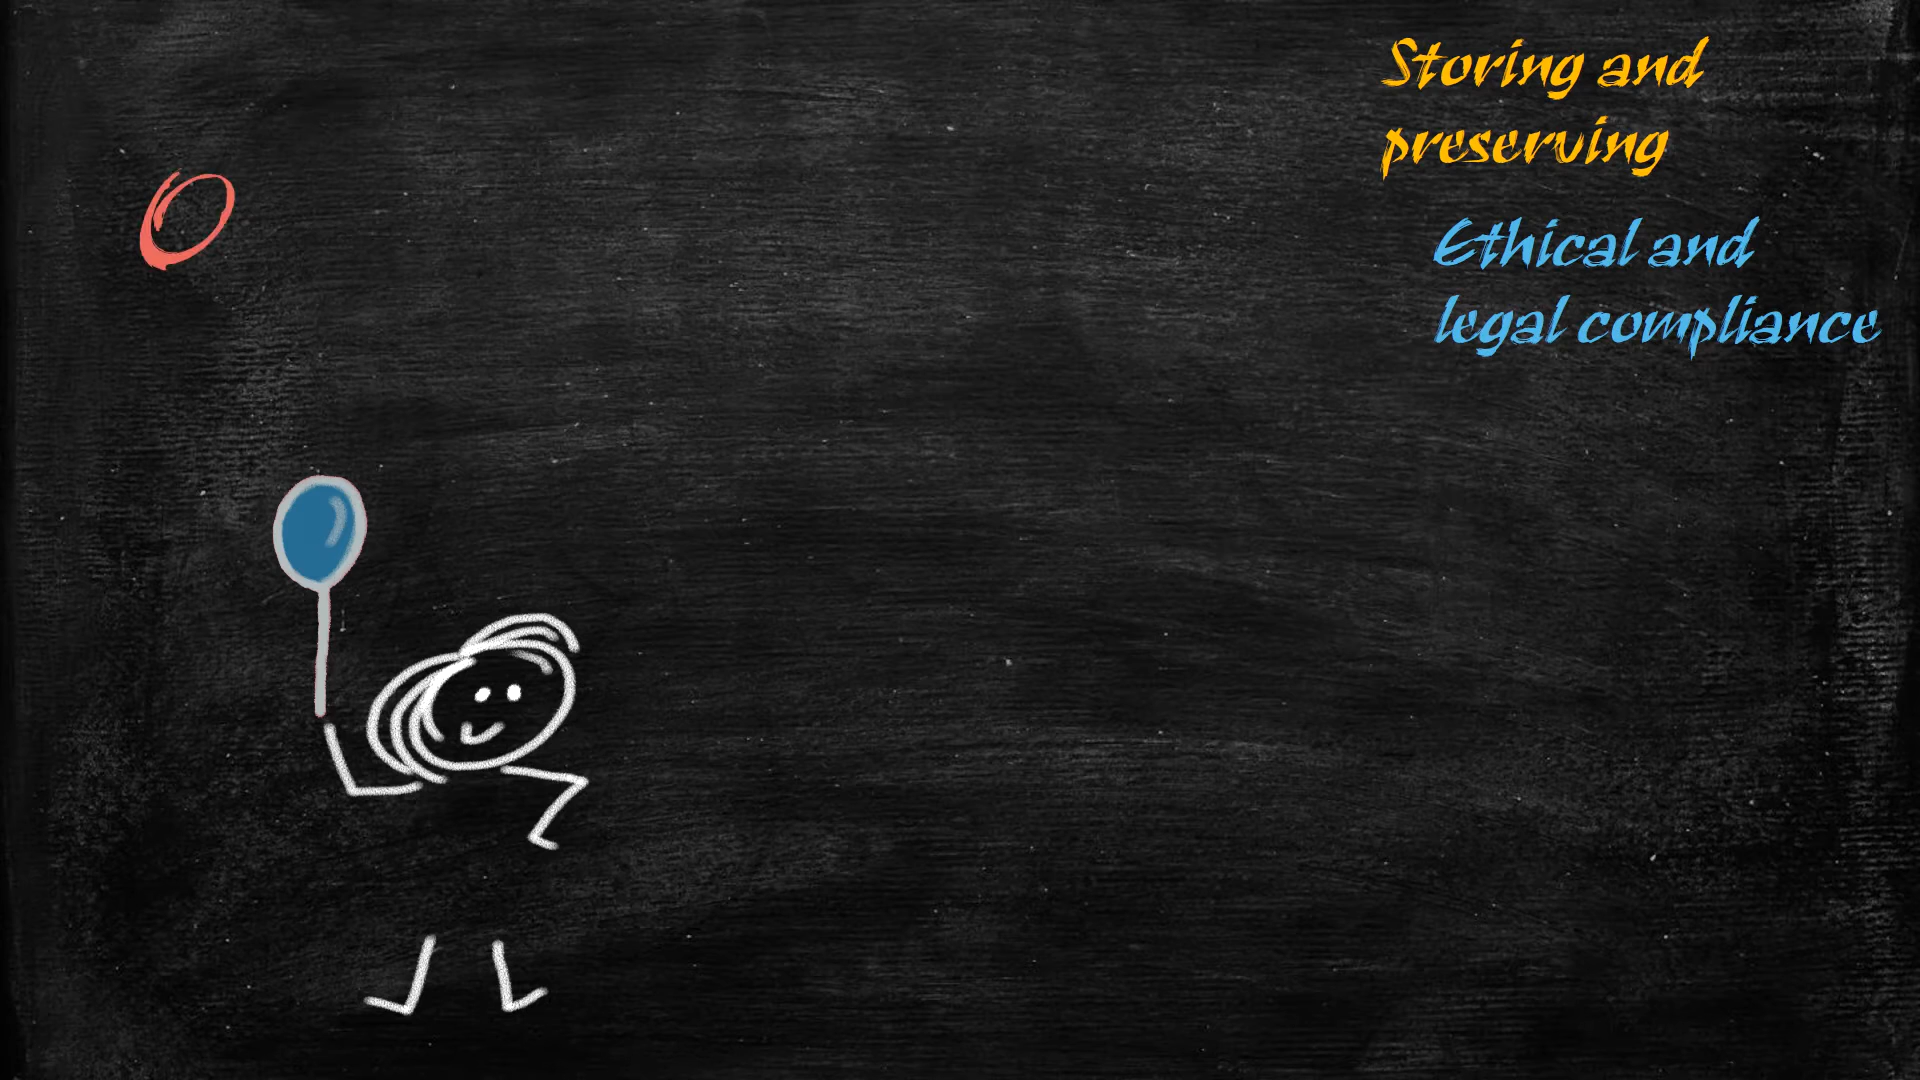 Storing and
preserving
Ethical and
legal compliance